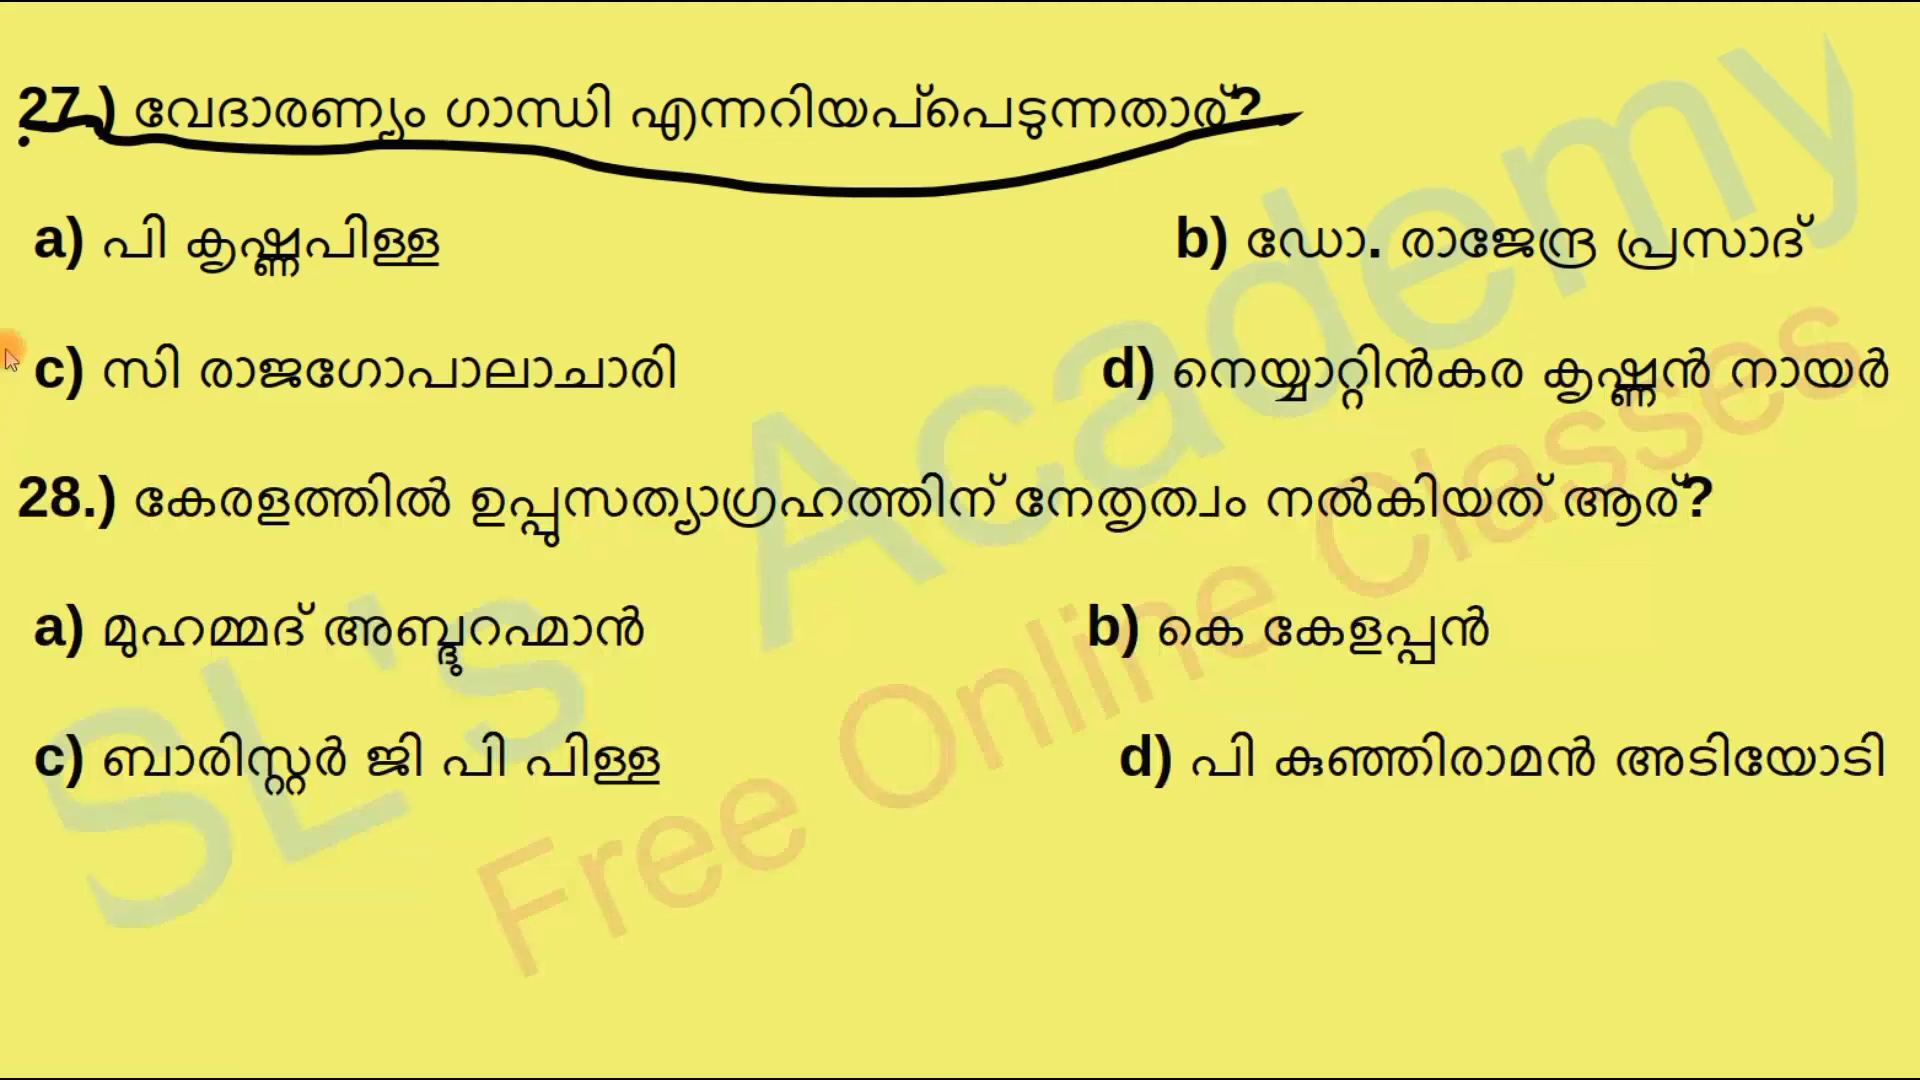 27.) വേദാരണ്യം ഗാന്ധി എന്നറിയപ്പെടുന്നതാര്?
a) പി കൃഷ്ണപിള്ള b) ഡോ. രാജേന്ദ്ര പ്രസാദ്
c) സി രാജഗോപാലാചാരി d) നെയ്യാറ്റിൻകര കൃഷ്ണൻ നായർ
28.) കേരളത്തിൽ ഉപ്പുസത്യാഗ്രഹത്തിന് നേതൃത്വം നൽകിയത് ആര്?
a) മുഹമ്മദ് അബ്ദുറഹ്മാൻ b) കെ കേളപ്പൻ
c) ബാരിസ്റ്റർ ജി പി പിള്ള d) പി കുഞ്ഞിരാമൻ അടിയോടി
SL's Academy
Free Online Classes